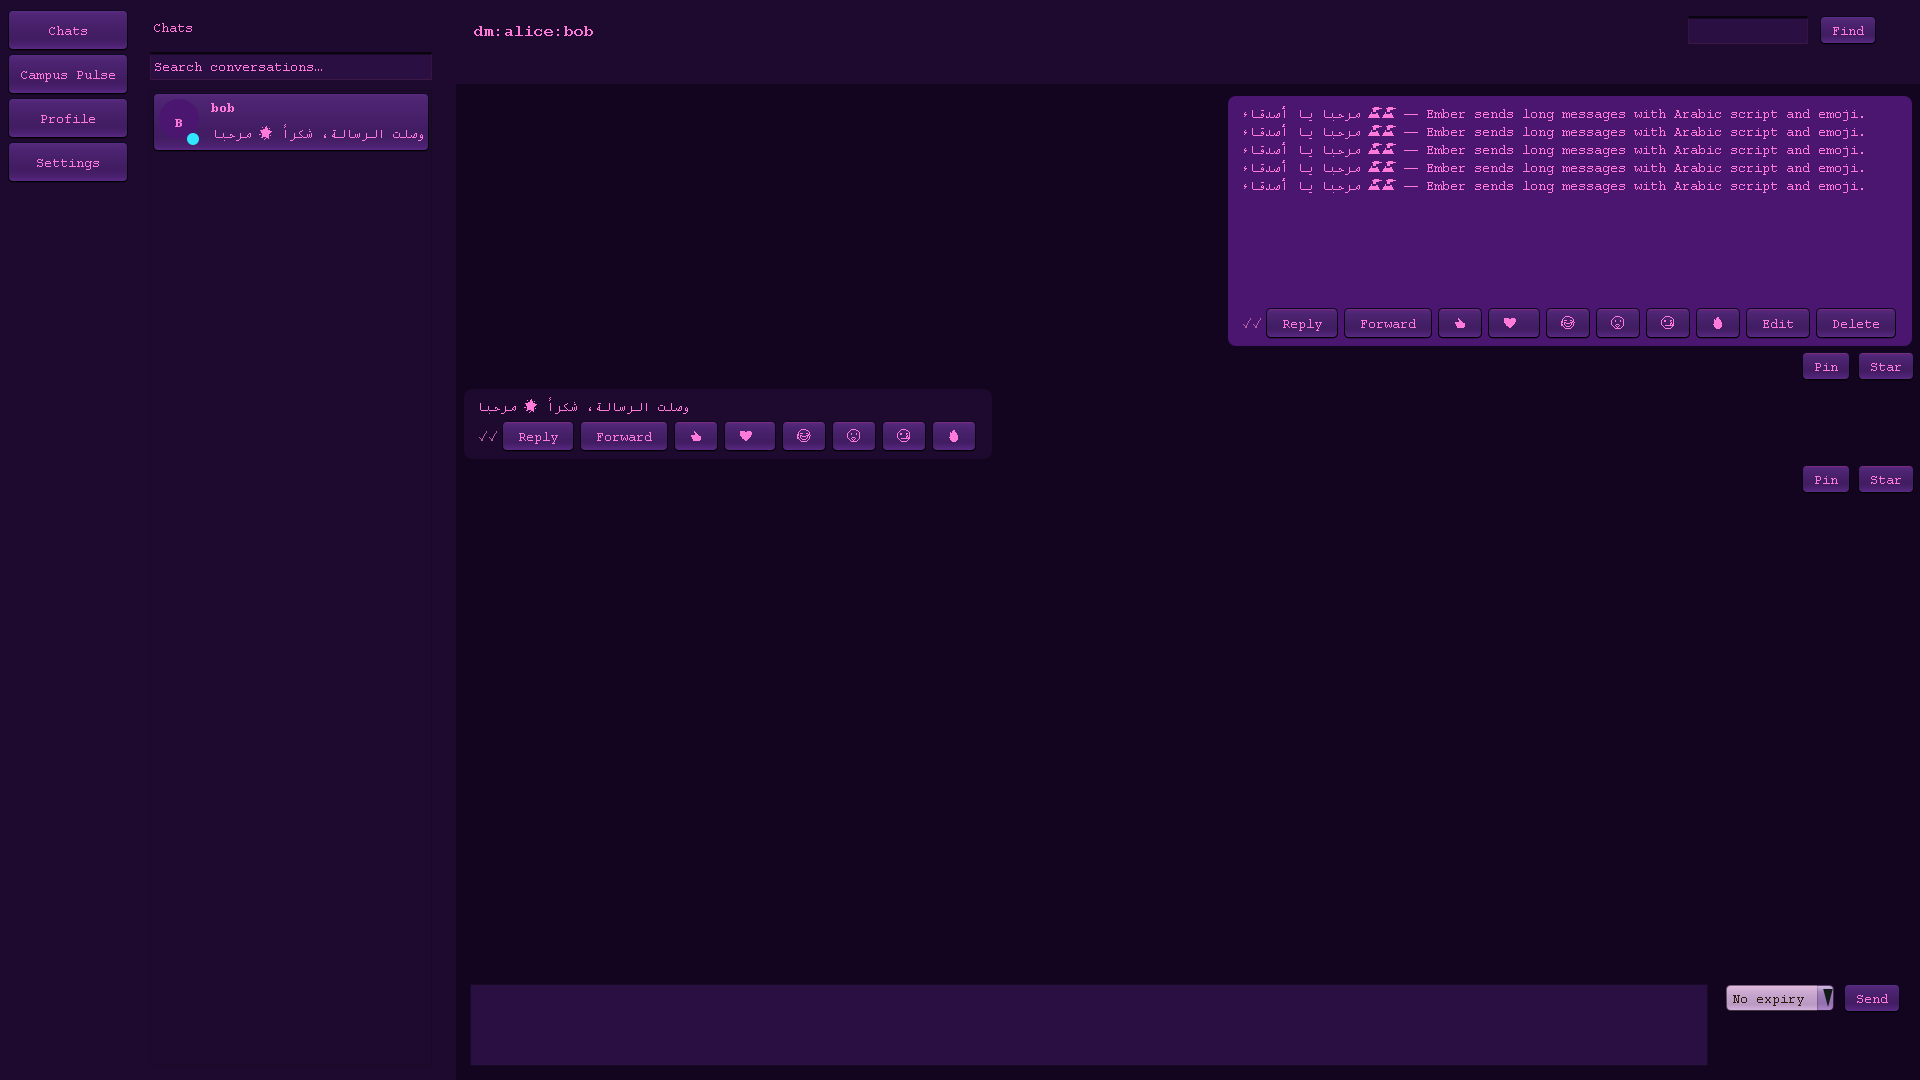 Chats
Campus Pulse
Profile
Settings
Chats
Search conversations…
B
bob
مرحبا 🌟 وصلت الرسالة، شكراً
dm:alice:bob
Find
مرحبا يا أصدقاء 🌋🌋 — Ember sends long messages with Arabic script and emoji.
مرحبا يا أصدقاء 🌋🌋 — Ember sends long messages with Arabic script and emoji.
مرحبا يا أصدقاء 🌋🌋 — Ember sends long messages with Arabic script and emoji.
مرحبا يا أصدقاء 🌋🌋 — Ember sends long messages with Arabic script and emoji.
مرحبا يا أصدقاء 🌋🌋 — Ember sends long messages with Arabic script and emoji.
✓✓ Reply Forward 👍 ❤ 😂 😮 😢 🔥 Edit Delete
Pin Star
مرحبا 🌟 وصلت الرسالة، شكراً
✓✓ Reply Forward 👍 ❤ 😂 😮 😢 🔥
Pin Star
No expiry
Send